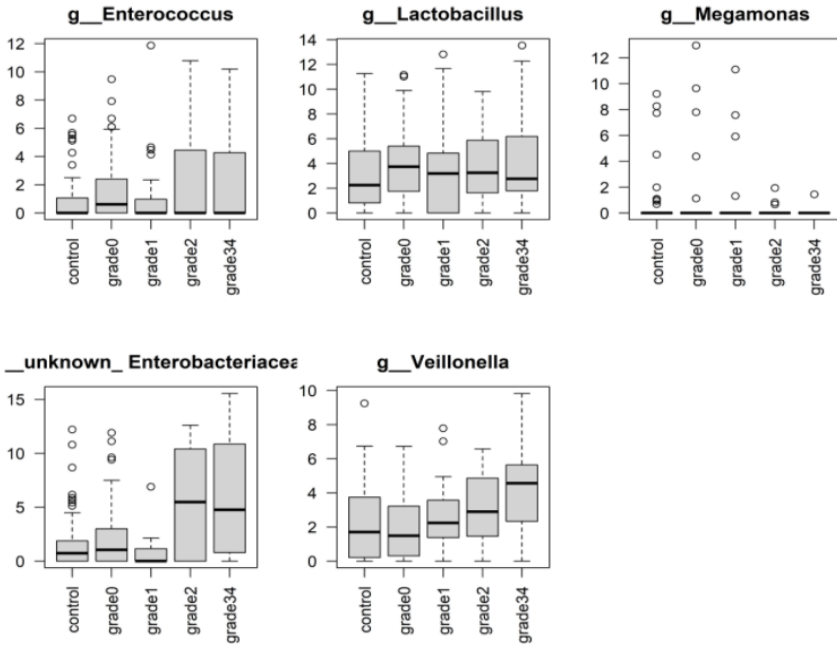 g__Enterococcus
12
10
8
6
4
2
0
control
grade0
grade1
grade2
grade34
g__Lactobacillus
14
12
10
8
6
4
2
0
control
grade0
grade1
grade2
grade34
g__Megamonas
12
10
8
6
4
2
0
control
grade0
grade1
grade2
grade34
__unknown_ Enterobacteriacea
15
10
5
0
control
grade0
grade1
grade2
grade34
g__Veillonella
10
8
6
4
2
0
control
grade0
grade1
grade2
grade34